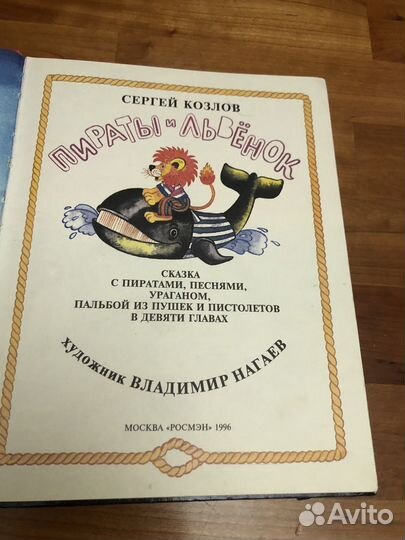 СЕРГЕЙ КОЗЛОВ
ПИРАТЫ И ЛЬВЁНОК
СКАЗКА
С ПИРАТАМИ, ПЕСНЯМИ,
УРАГАНОМ,
ПАЛЬБОЙ ИЗ ПУШЕК И ПИСТОЛЕТОВ
В ДЕВЯТИ ГЛАВАХ
художник ВЛАДИМИР НАГАЕВ
МОСКВА «РОСМЭН» 1996
Avito